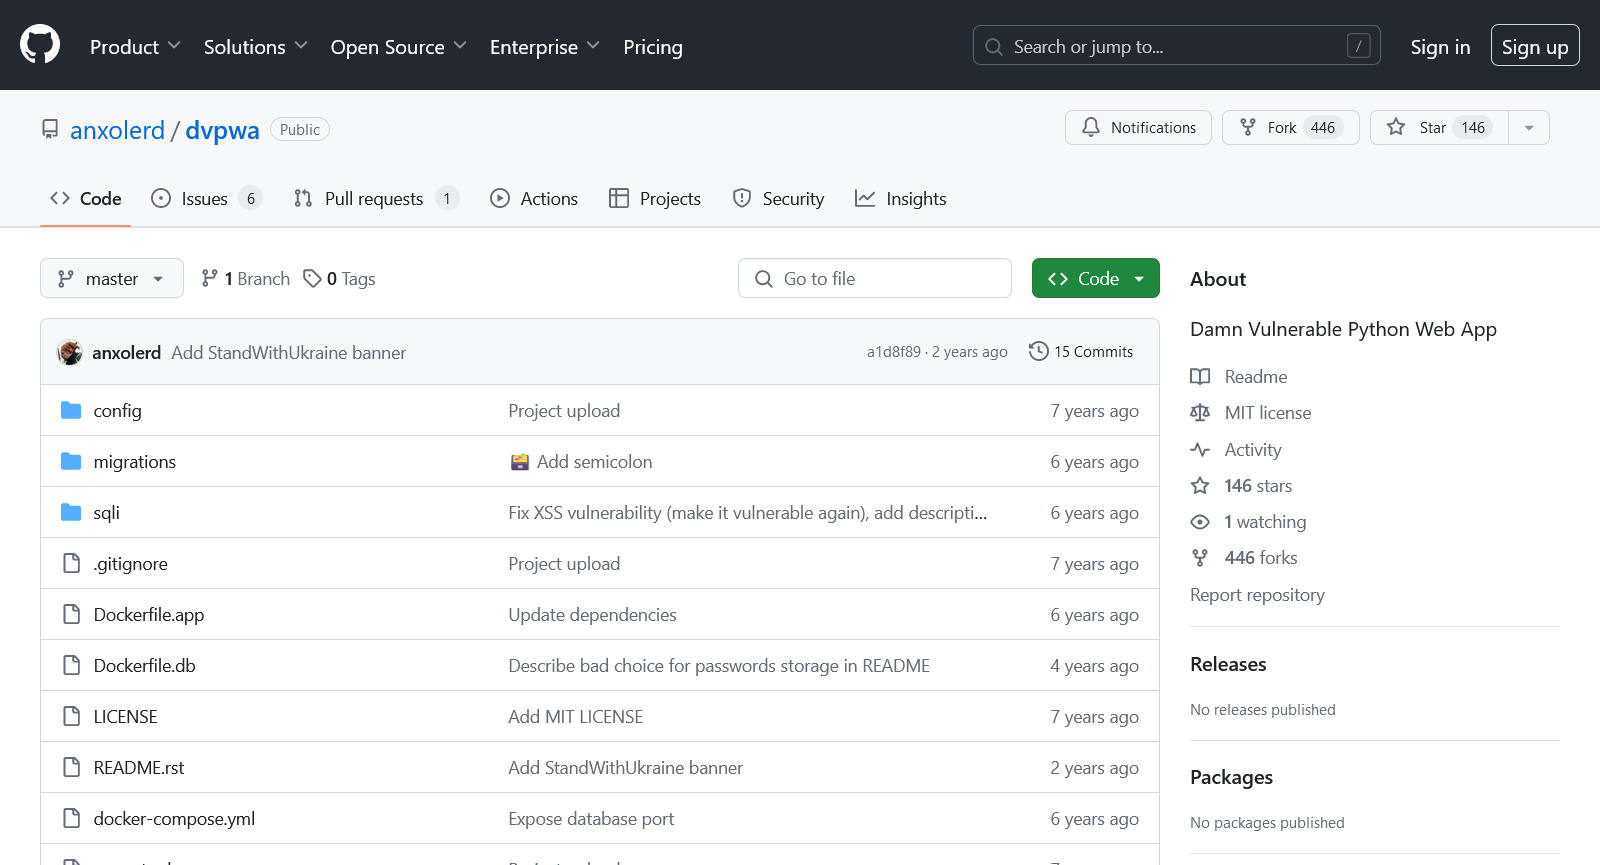 Product Solutions Open Source Enterprise Pricing Search or jump to... / Sign in Sign up
anxolerd / dvpwa Public Notifications Fork 446 Star 146
Code Issues 6 Pull requests 1 Actions Projects Security Insights
master 1 Branch 0 Tags Go to file Code
anxolerd Add StandWithUkraine banner a1d8f89 · 2 years ago 15 Commits
config Project upload 7 years ago
migrations Add semicolon 6 years ago
sqli Fix XSS vulnerability (make it vulnerable again), add descripti... 6 years ago
.gitignore Project upload 7 years ago
Dockerfile.app Update dependencies 6 years ago
Dockerfile.db Describe bad choice for passwords storage in README 4 years ago
LICENSE Add MIT LICENSE 7 years ago
README.rst Add StandWithUkraine banner 2 years ago
docker-compose.yml Expose database port 6 years ago
About
Damn Vulnerable Python Web App
Readme
MIT license
Activity
146 stars
1 watching
446 forks
Report repository
Releases
No releases published
Packages
No packages published